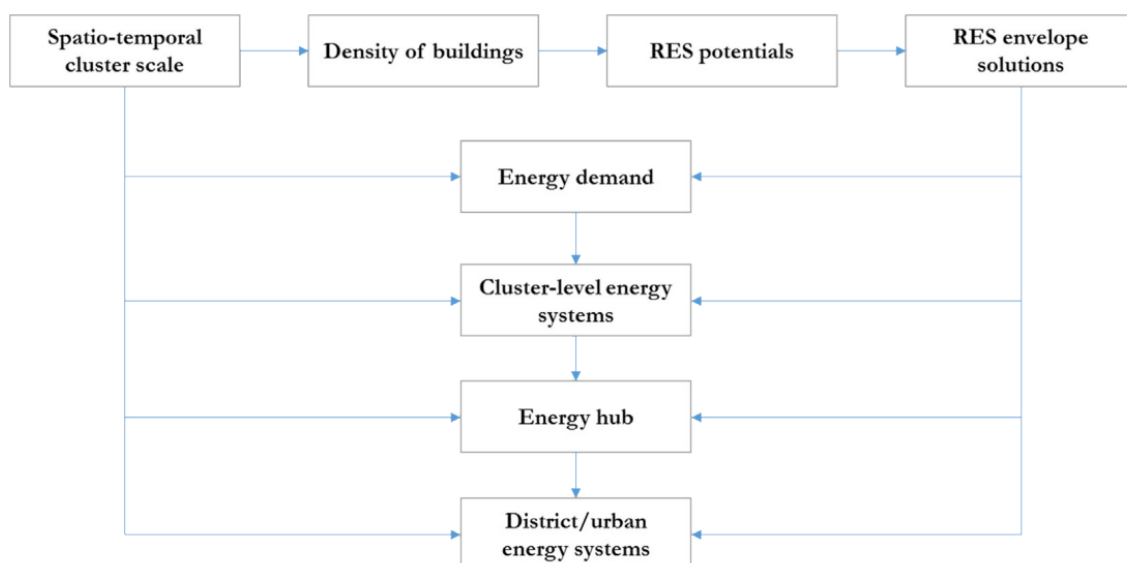 Spatio-temporal
cluster scale
Density of buildings
RES potentials
RES envelope
solutions
Energy demand
Cluster-level energy
systems
Energy hub
District/urban
energy systems